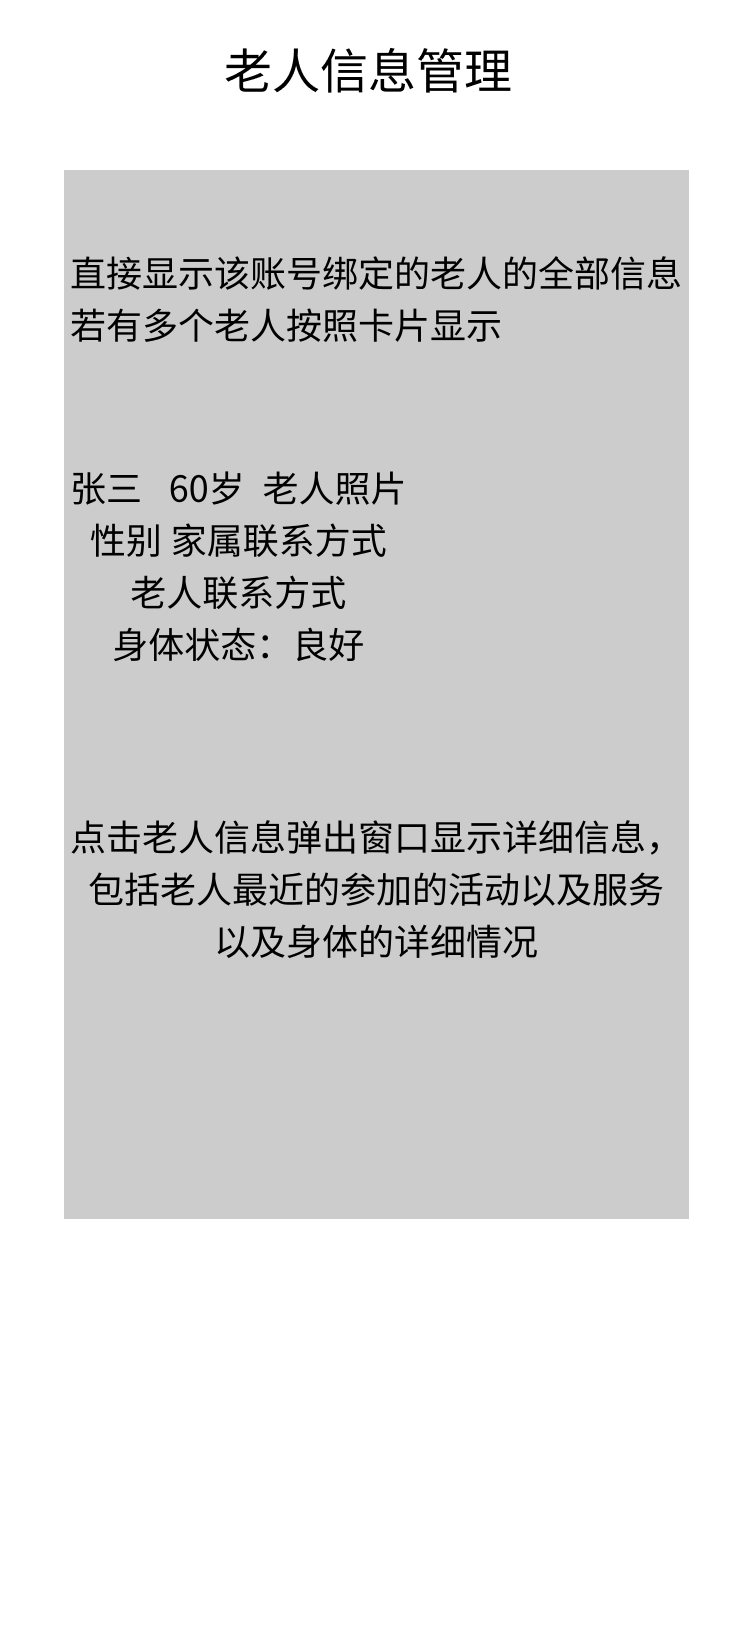 老人信息管理
直接显示该账号绑定的老人的全部信息
若有多个老人按照卡片显示
张三 60岁 老人照片
性别 家属联系方式
老人联系方式
身体状态：良好
点击老人信息弹出窗口显示详细信息，
包括老人最近的参加的活动以及服务
以及身体的详细情况